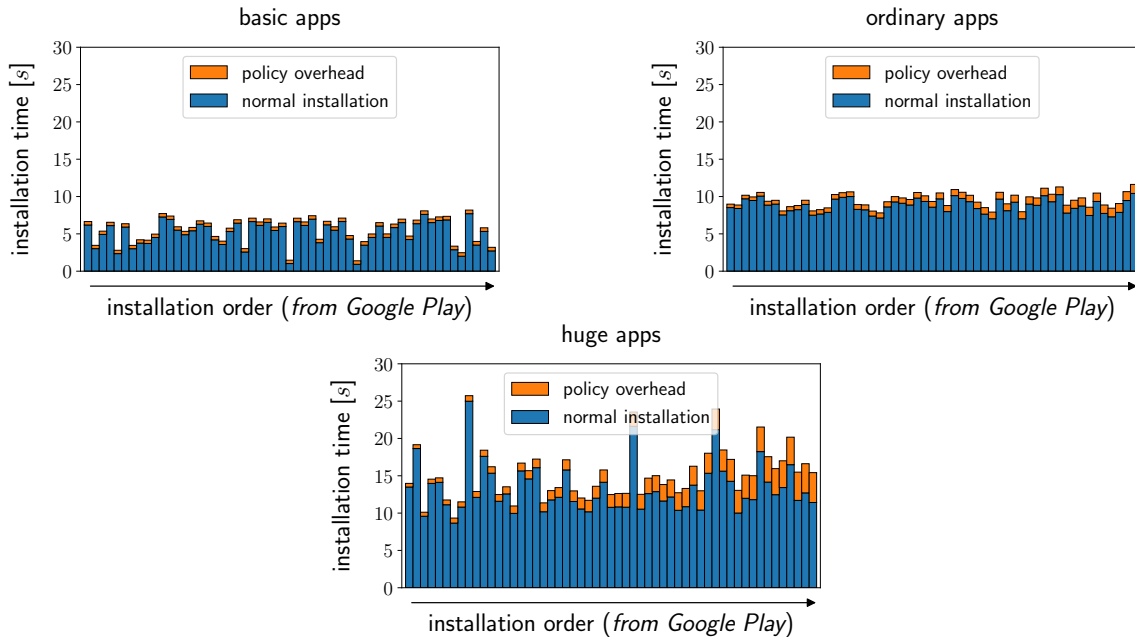 basic apps
30
25
20
15
10
5
0
installation time [s]
policy overhead
normal installation
installation order (from Google Play)
ordinary apps
30
25
20
15
10
5
0
installation time [s]
policy overhead
normal installation
installation order (from Google Play)
huge apps
30
25
20
15
10
5
0
installation time [s]
policy overhead
normal installation
installation order (from Google Play)